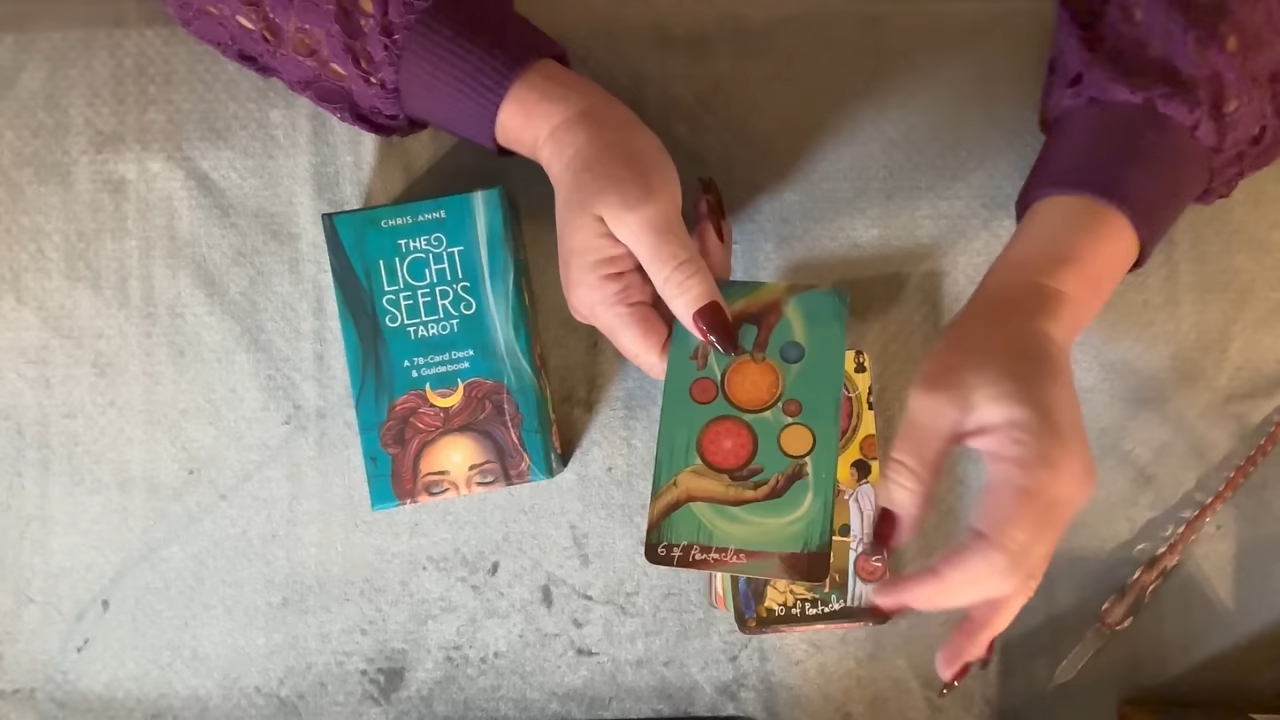 CHRIS-ANNE
THE
LIGHT
SEER'S
TAROT
A 78-Card Deck
& Guidebook
6 of Pentacles
10 of Pentacles